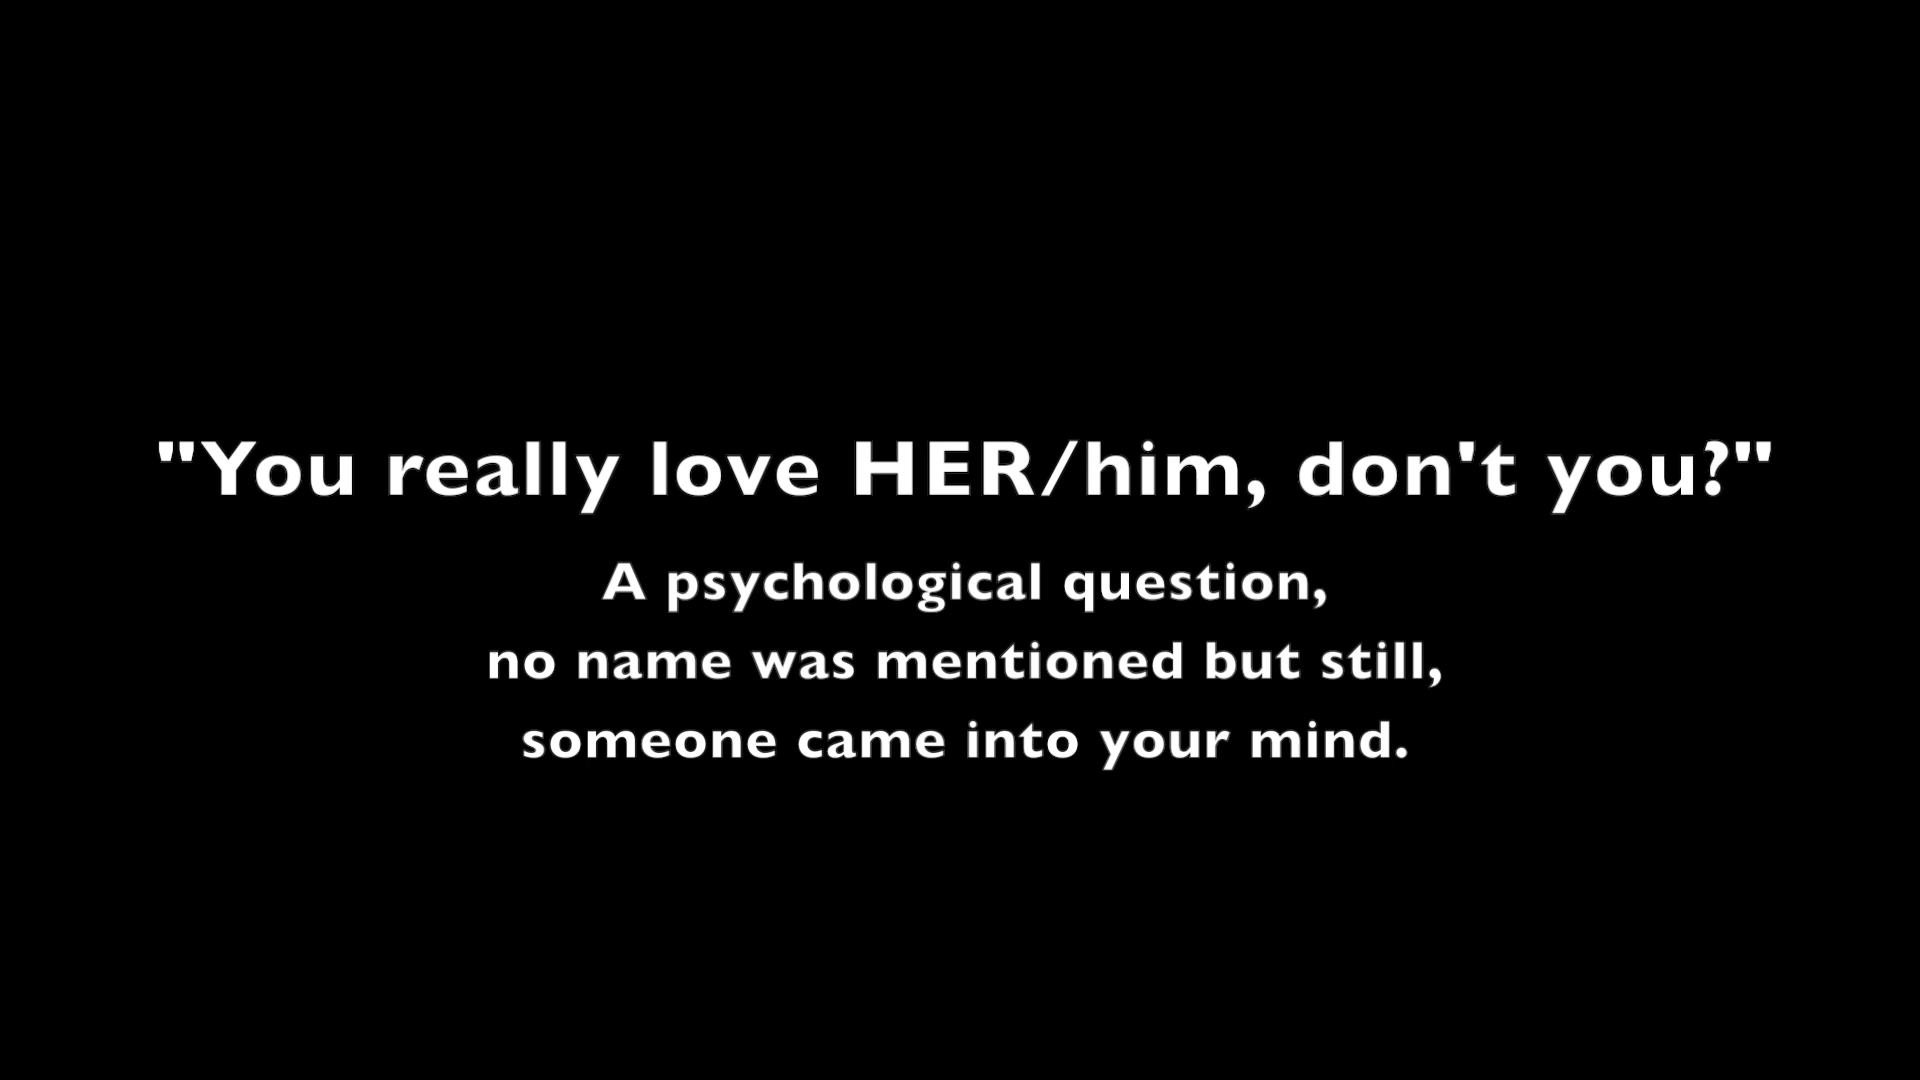 "You really love HER/him, don't you?"
A psychological question,
no name was mentioned but still,
someone came into your mind.